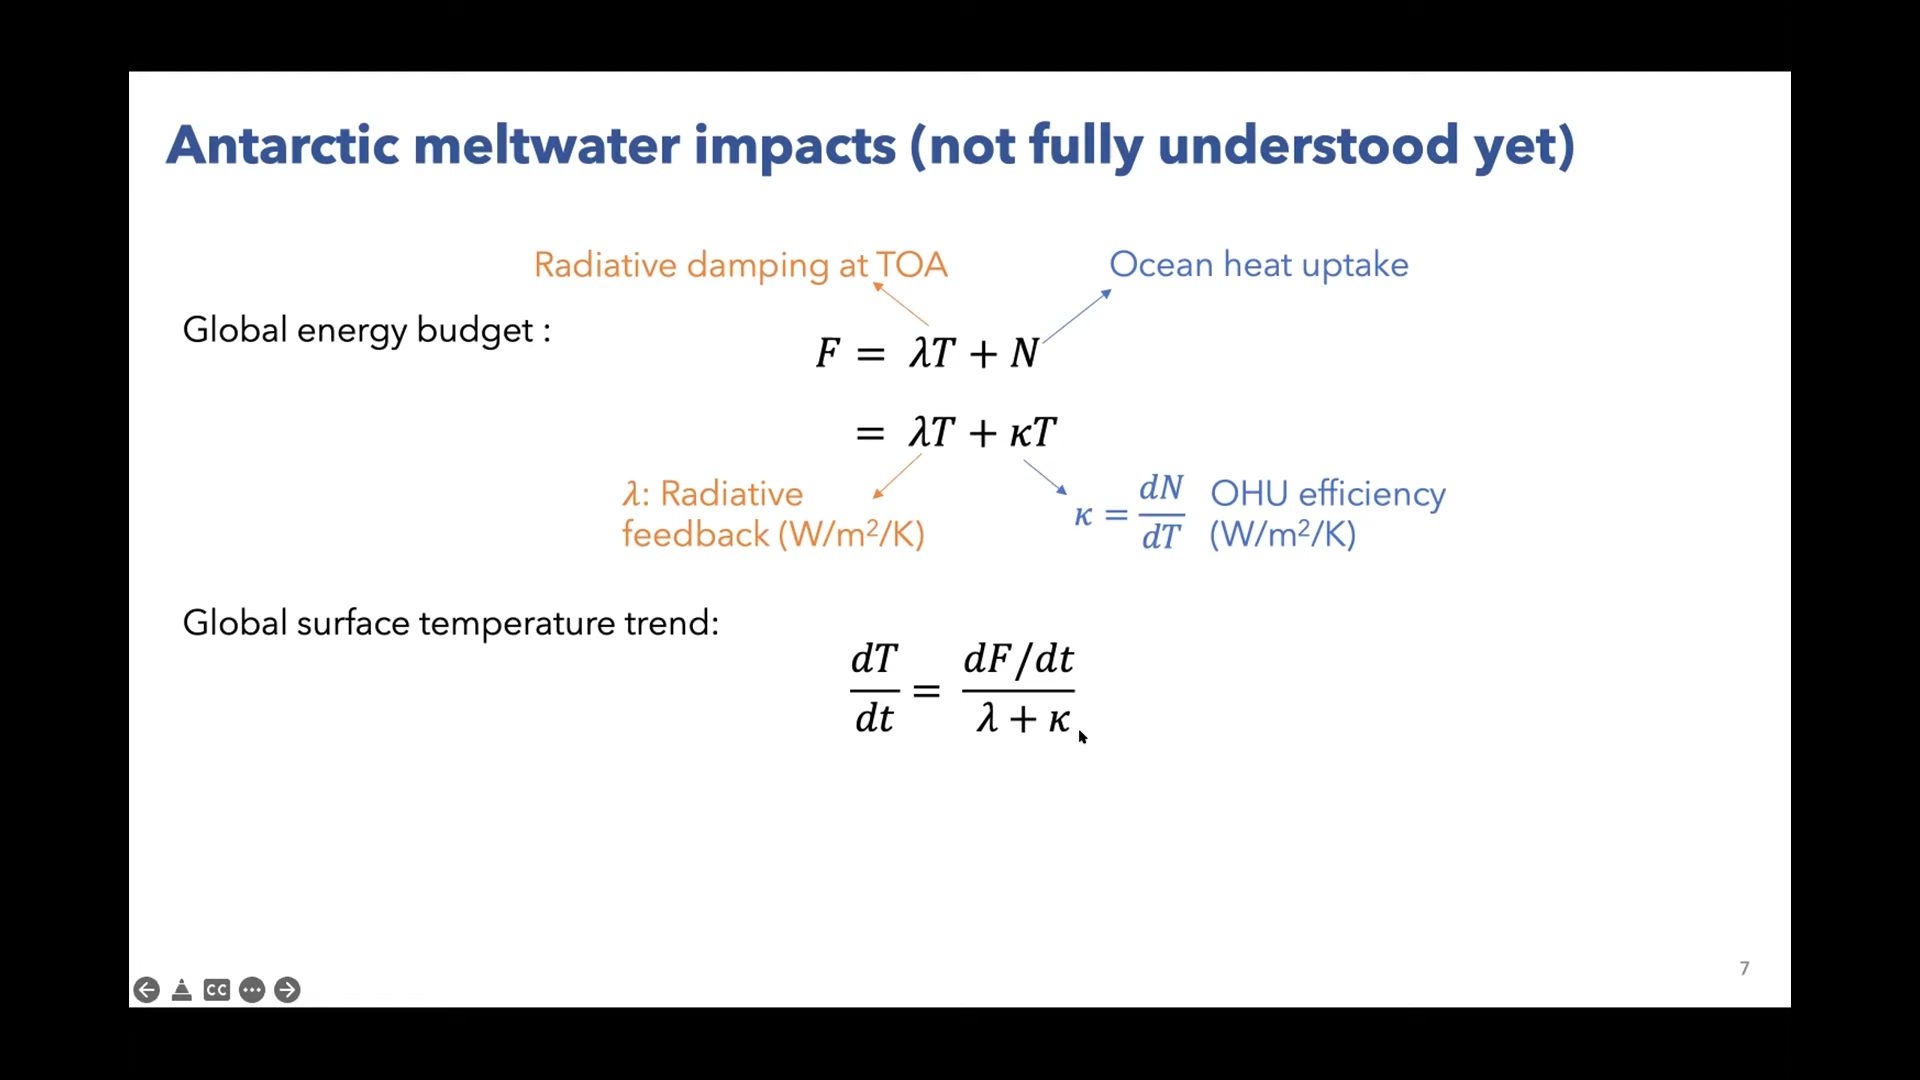 Antarctic meltwater impacts (not fully understood yet)
Radiative damping at TOA
Ocean heat uptake
Global energy budget :
F = λT + N
= λT + κT
λ: Radiative
feedback (W/m²/K)
κ = dN/dT
OHU efficiency
(W/m²/K)
Global surface temperature trend:
dT/dt = (dF/dt)/(λ + κ)
7
CC